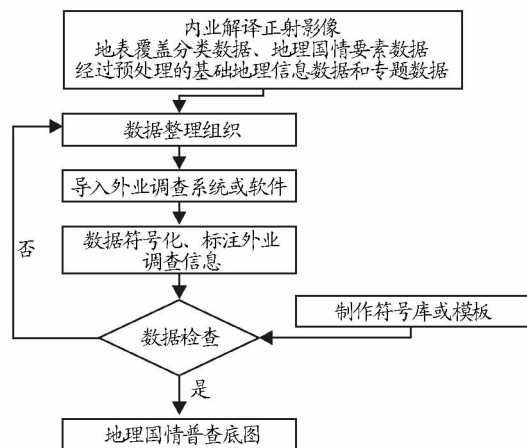 内业解译正射影像
地表覆盖分类数据、地理国情要素数据
经过预处理的基础地理信息数据和专题数据
数据整理组织
导入外业调查系统或软件
数据符号化、标注外业
调查信息
否
制作符号库或模板
数据检查
是
地理国情普查底图